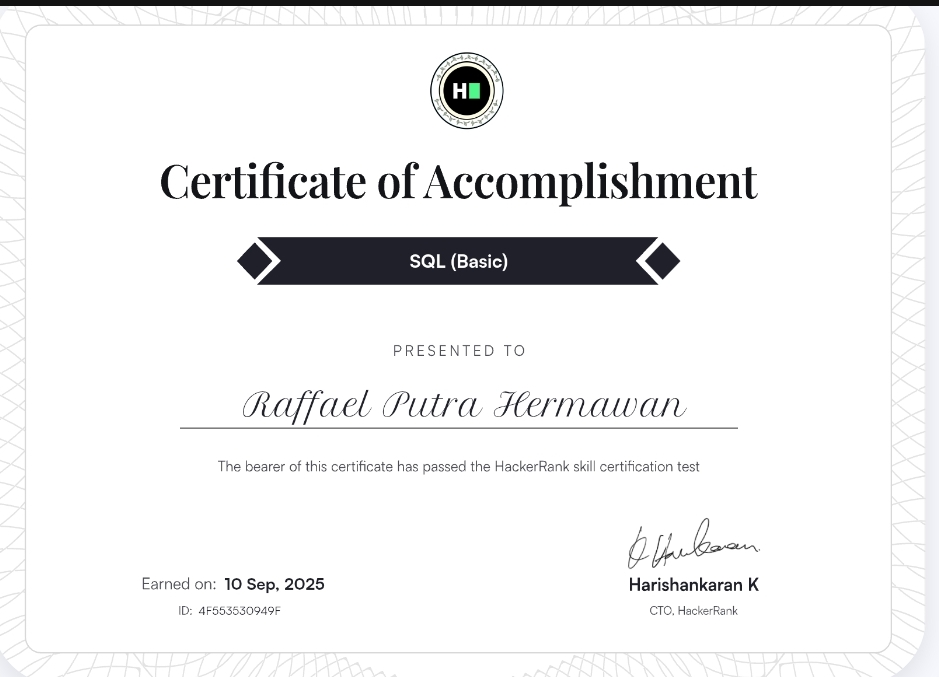 H
Certificate of Accomplishment
SQL (Basic)
PRESENTED TO
Raffael Putra Hermawan
The bearer of this certificate has passed the HackerRank skill certification test
Earned on: 10 Sep, 2025
ID: 4F553530949F
Harishankaran K
CTO, HackerRank